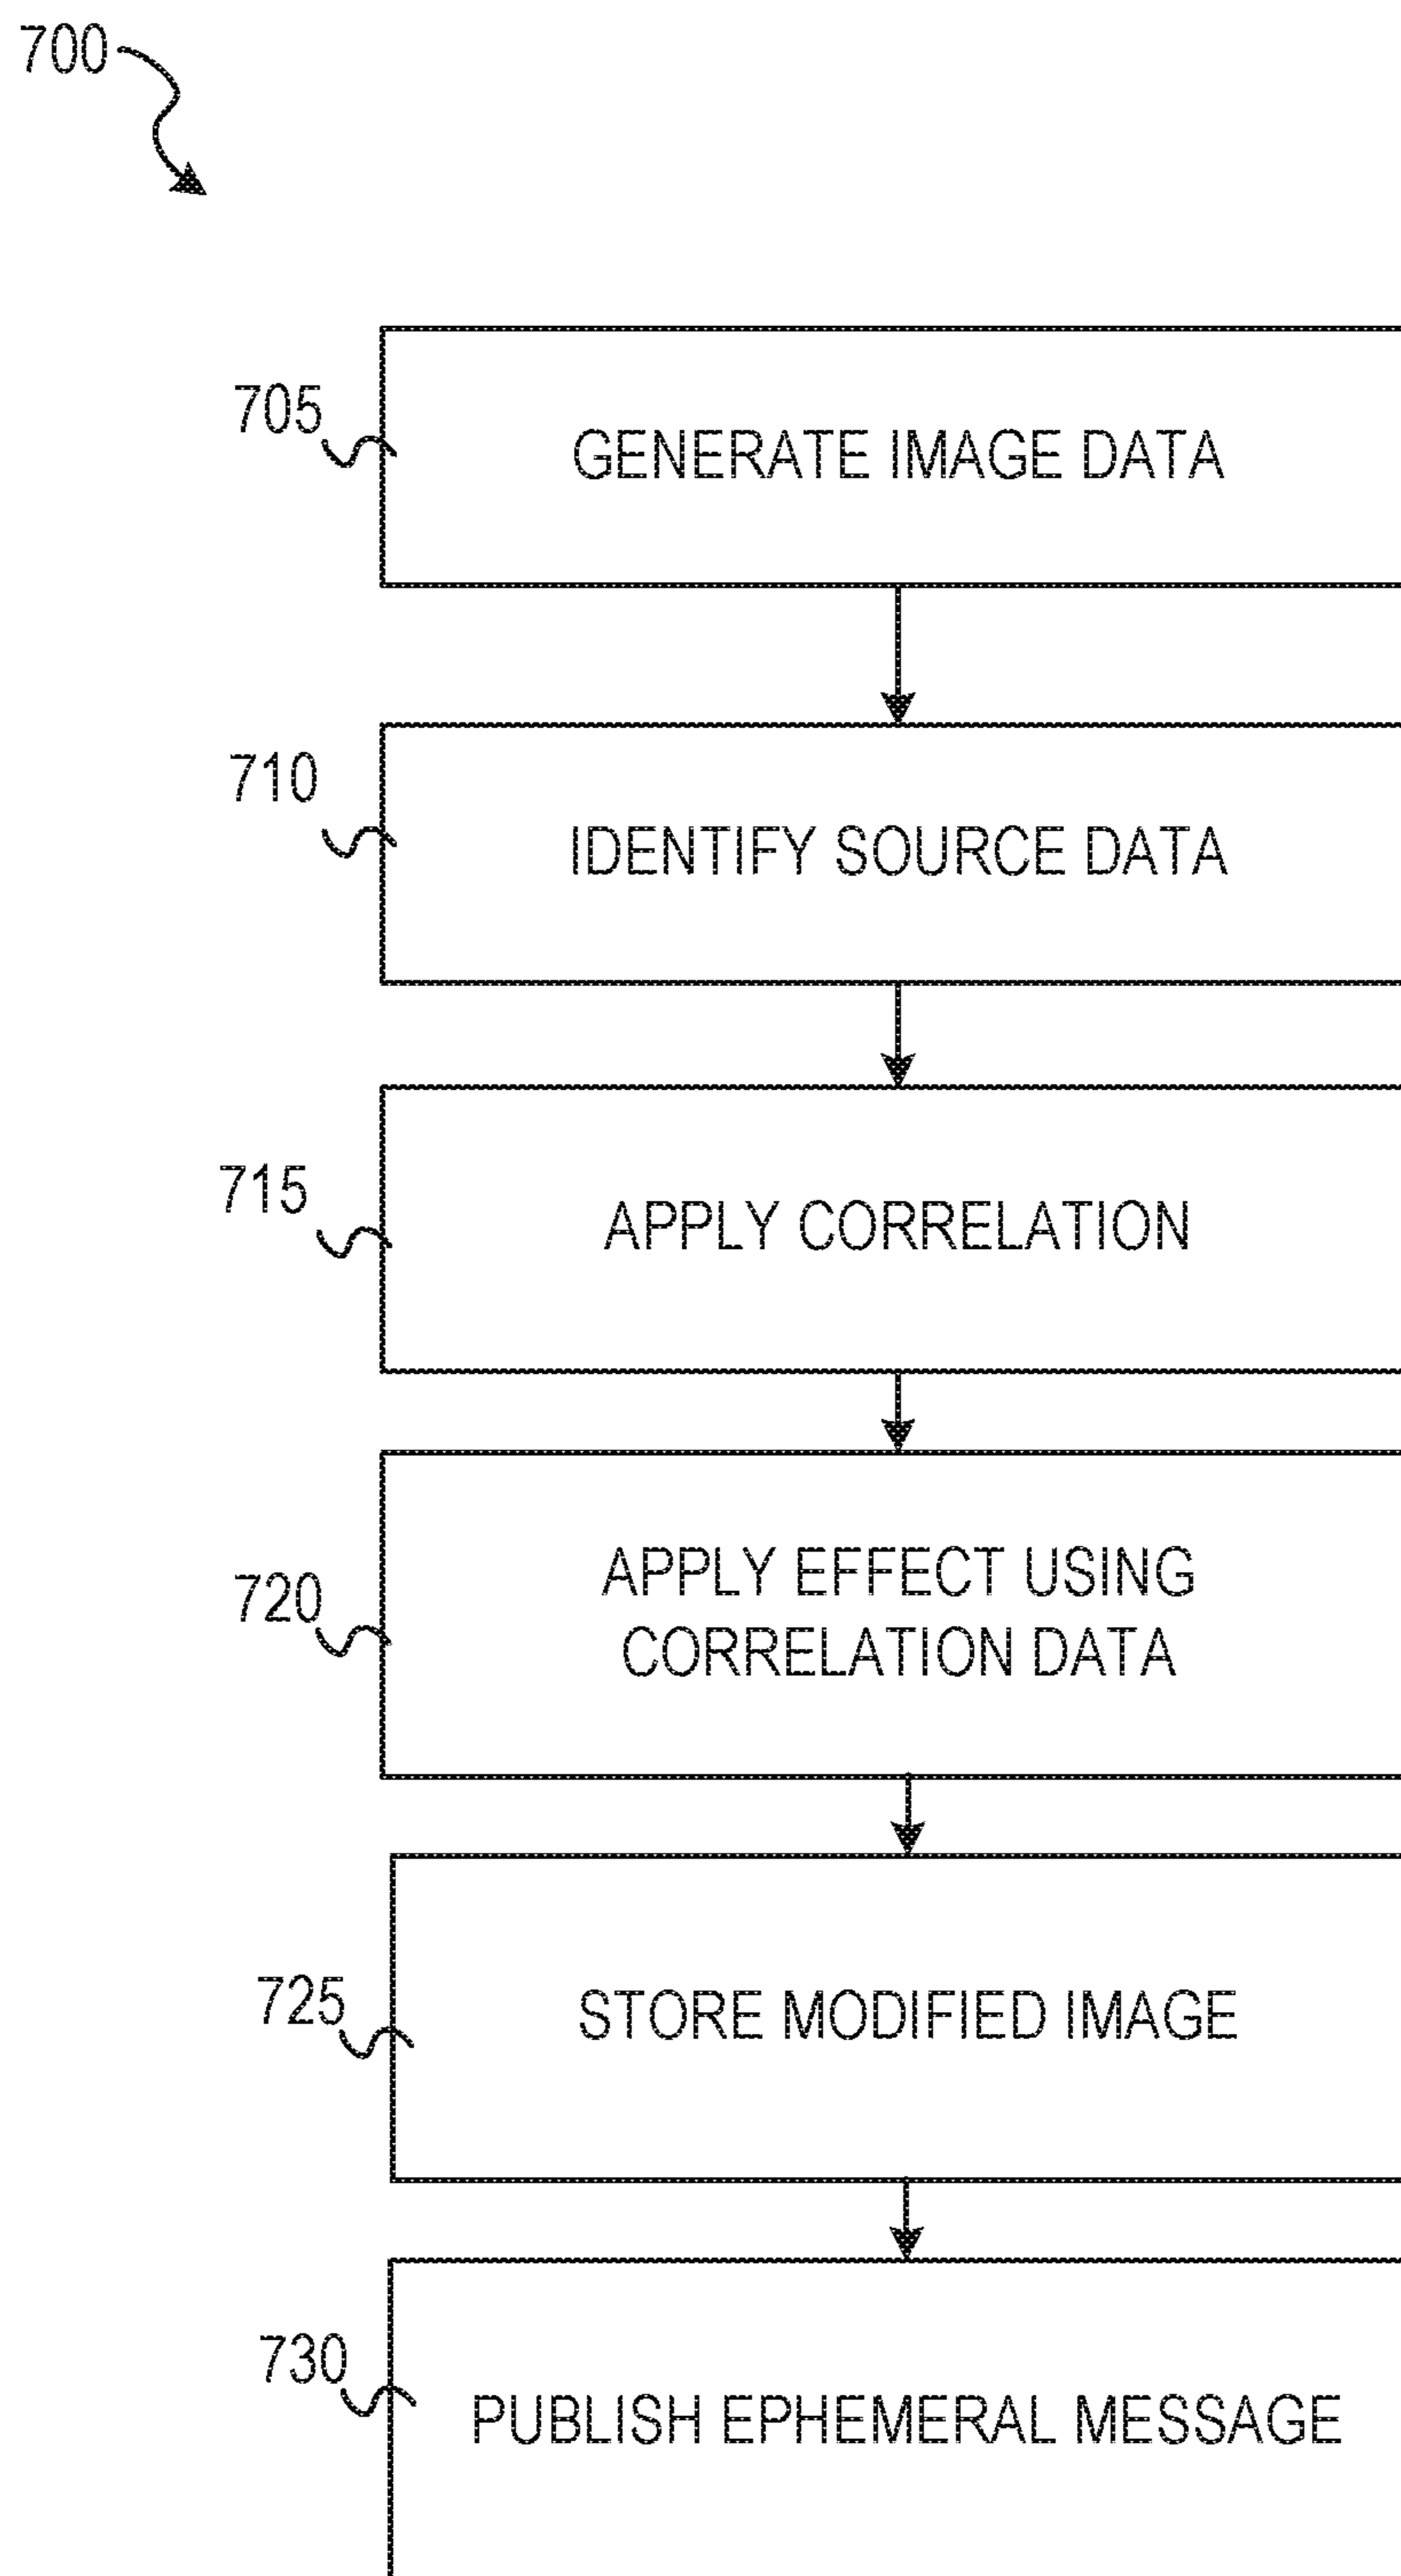 700
705
GENERATE IMAGE DATA
710
IDENTIFY SOURCE DATA
715
APPLY CORRELATION
720
APPLY EFFECT USING
CORRELATION DATA
725
STORE MODIFIED IMAGE
730
PUBLISH EPHEMERAL MESSAGE